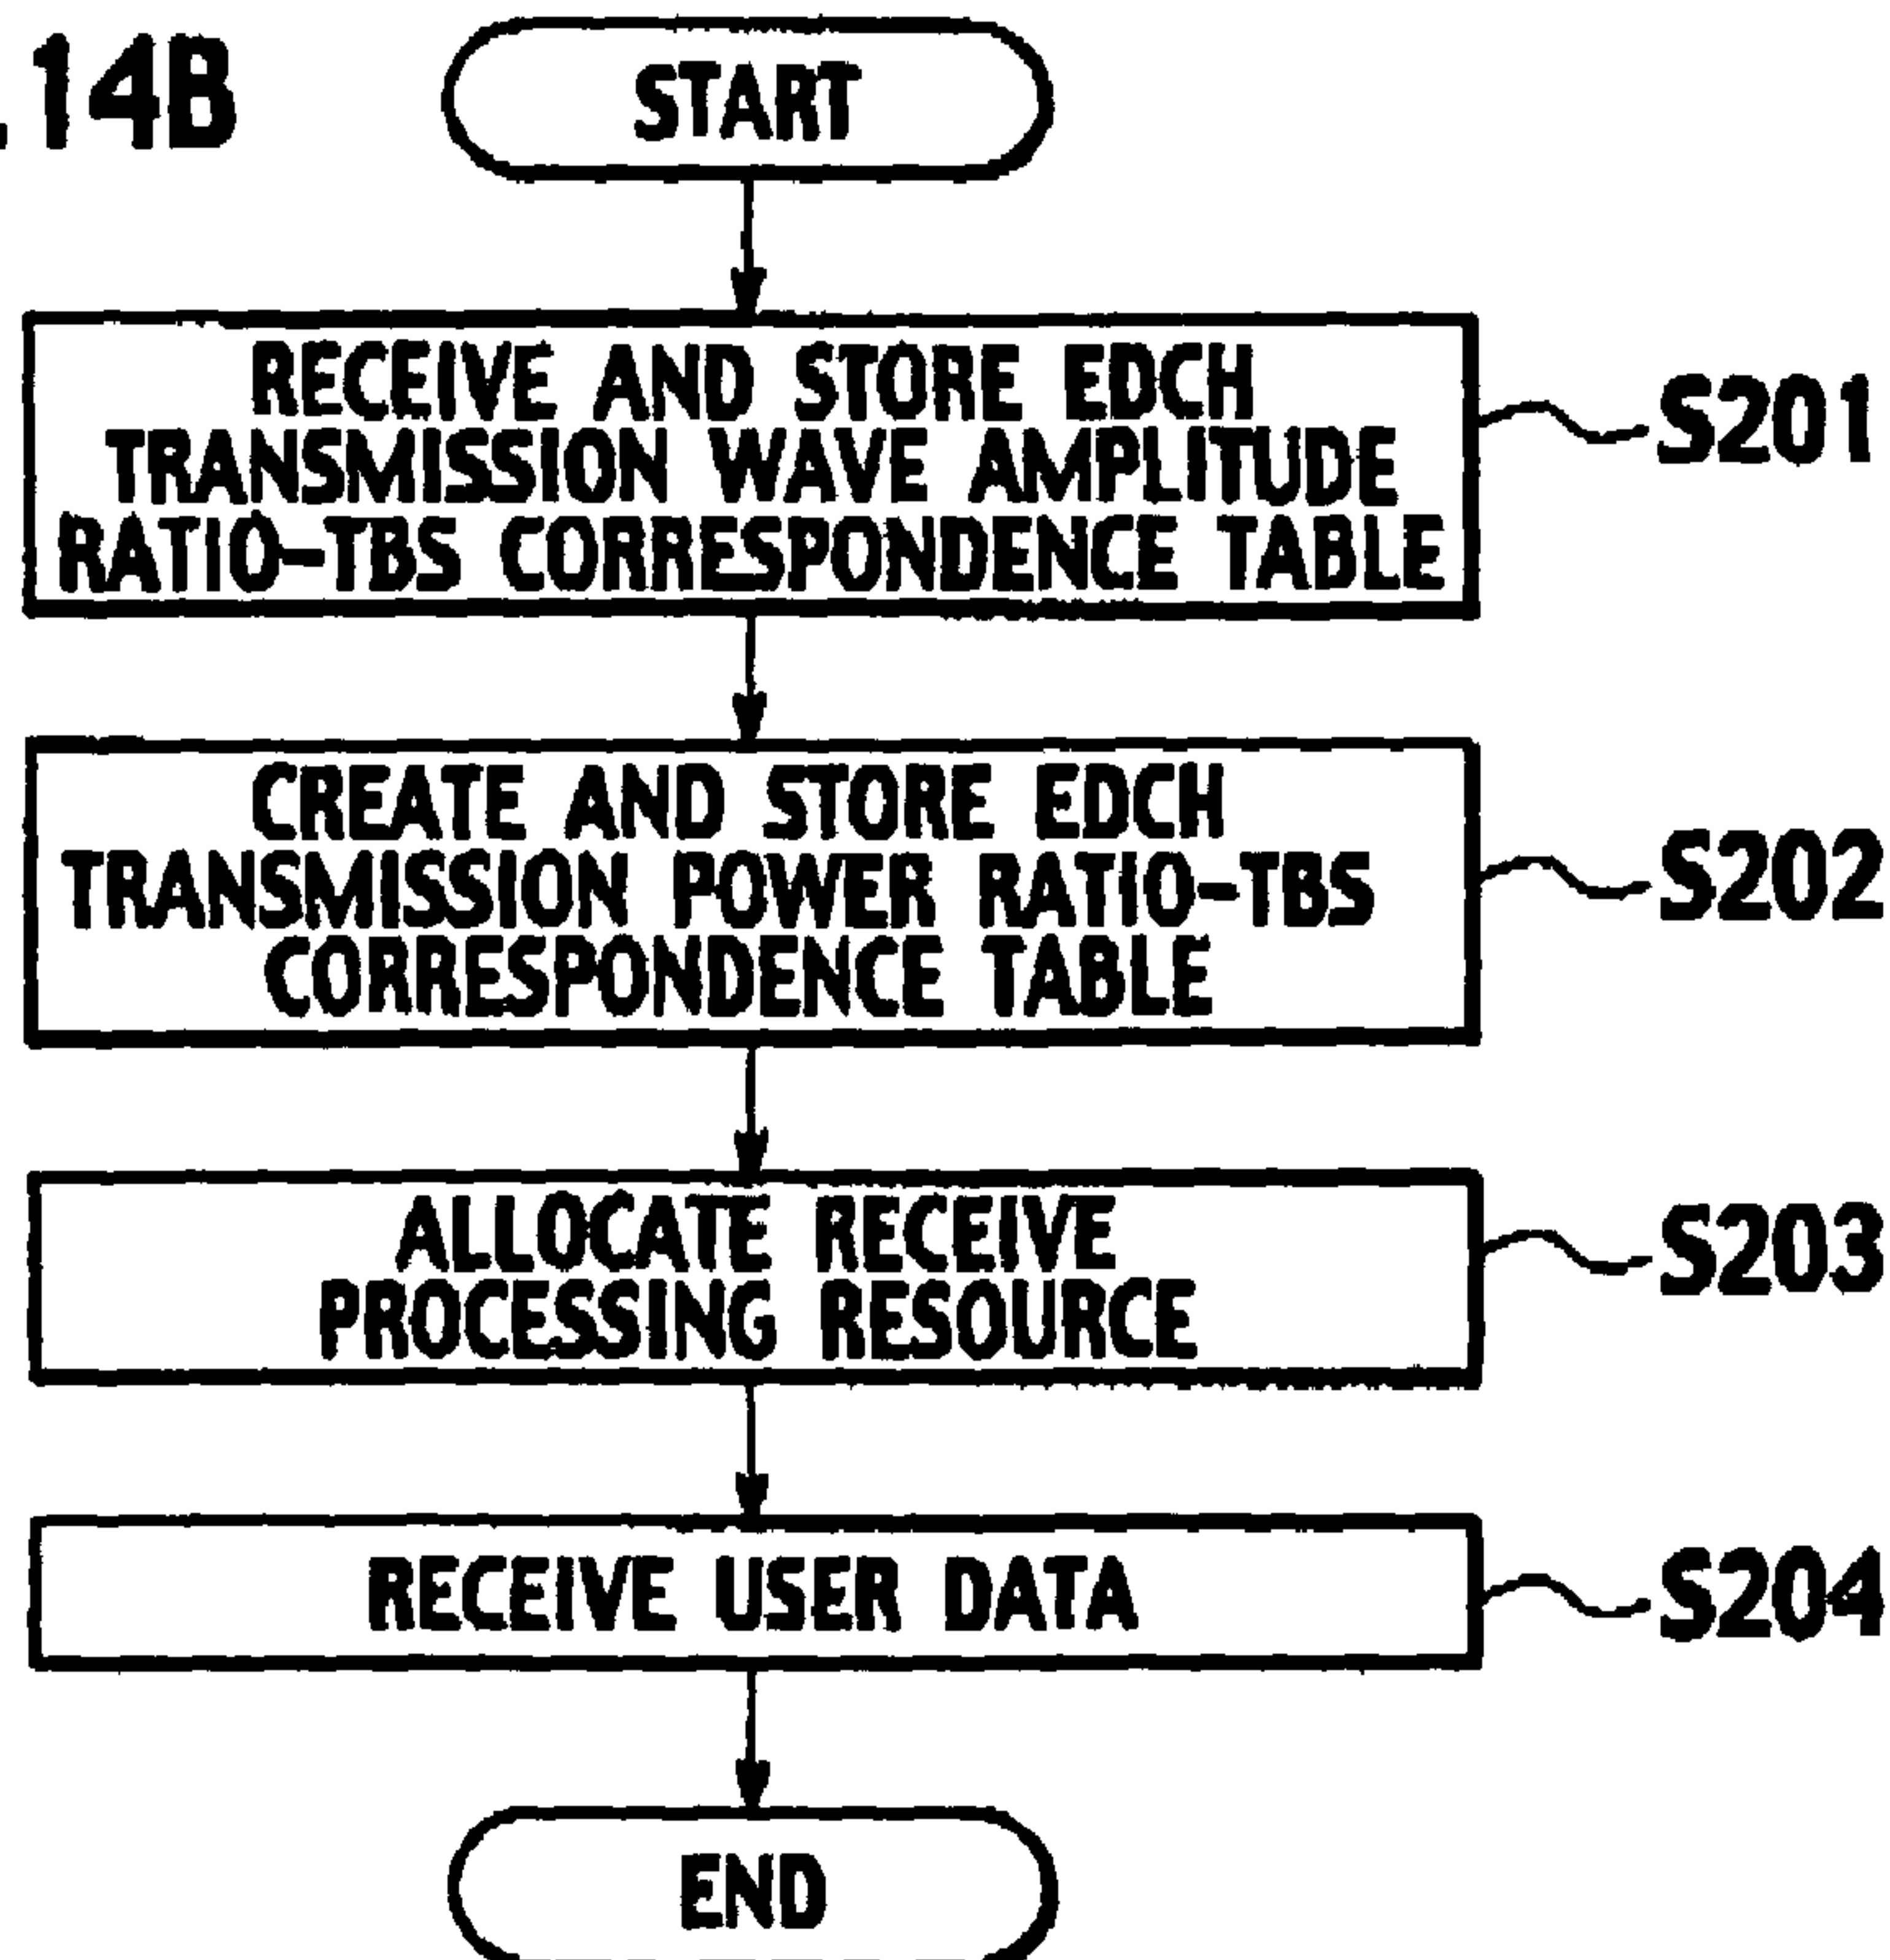 14B
START
RECEIVE AND STORE EDCH
TRANSMISSION WAVE AMPLITUDE
RATIO-TBS CORRESPONDENCE TABLE
S201
CREATE AND STORE EDCH
TRANSMISSION POWER RATIO-TBS
CORRESPONDENCE TABLE
S202
ALLOCATE RECEIVE
PROCESSING RESOURCE
S203
RECEIVE USER DATA
S204
END